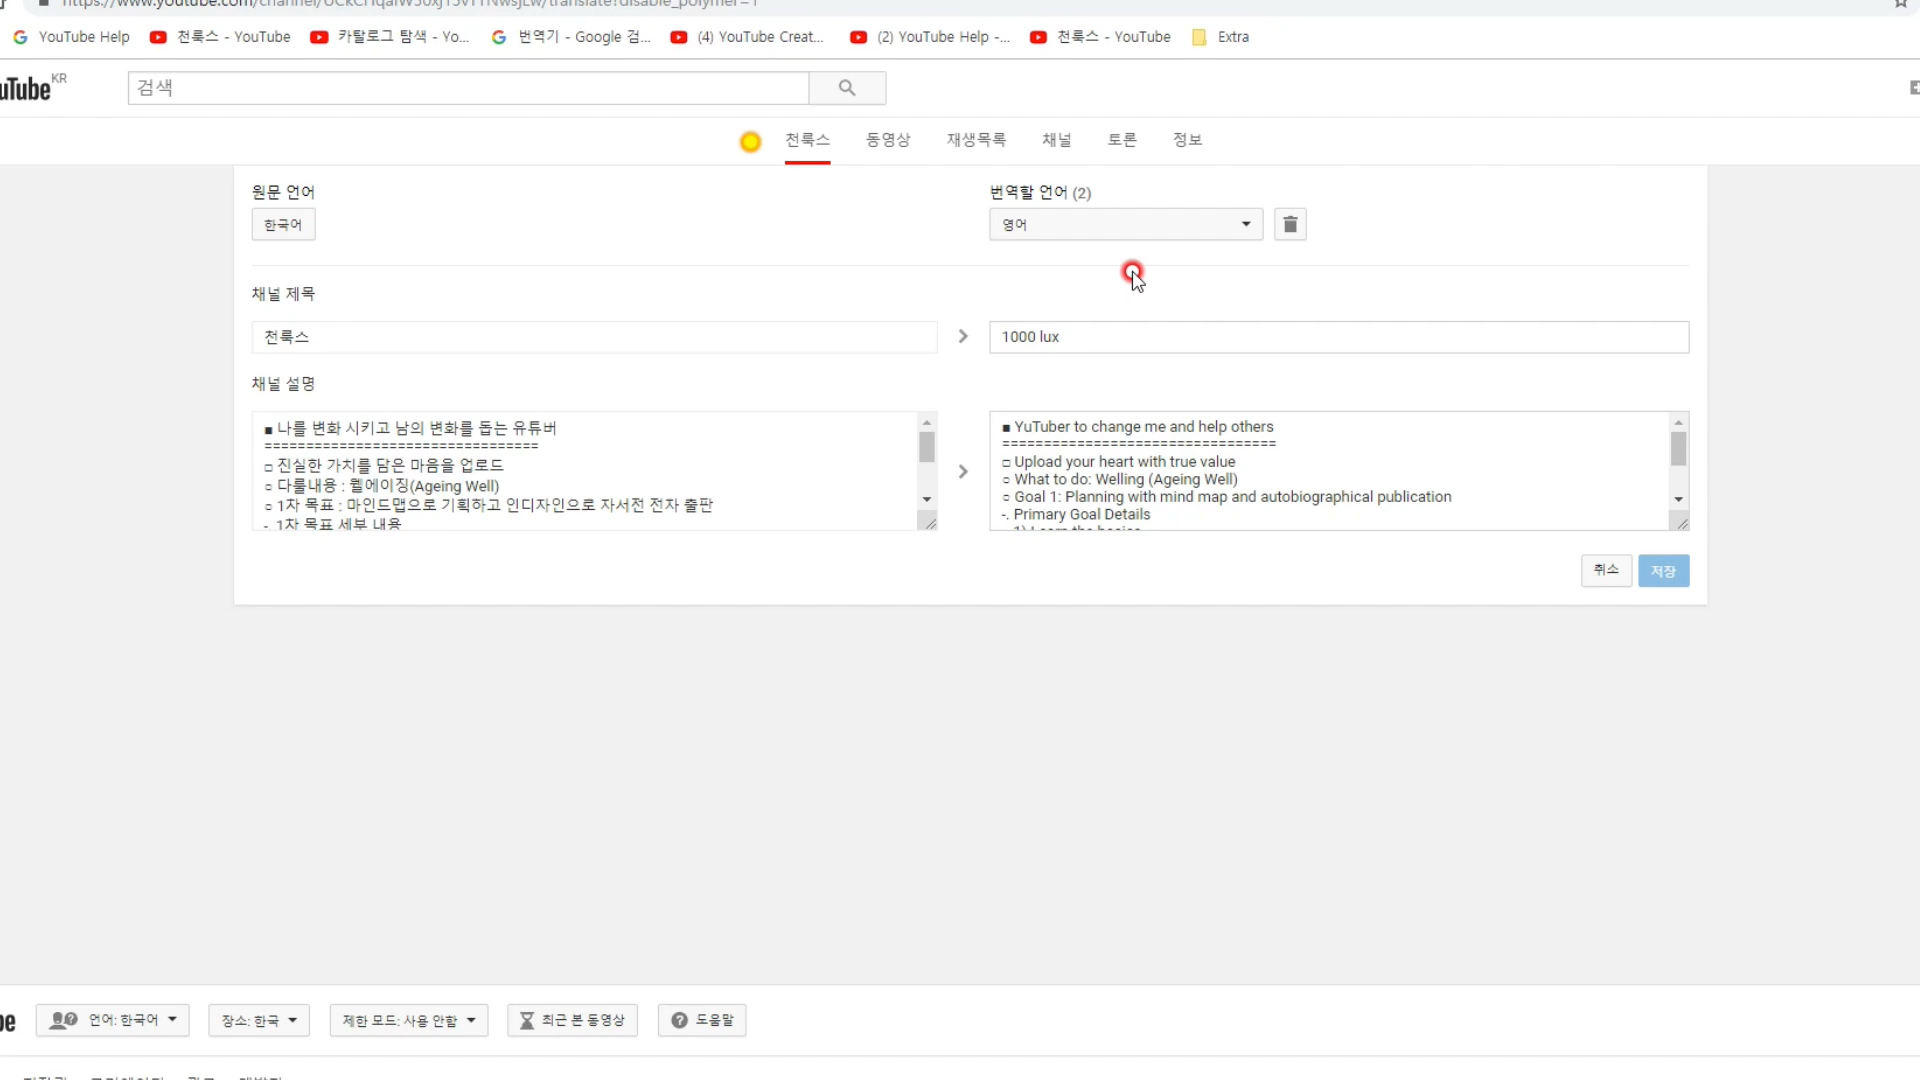 YouTube Help
천룩스 - YouTube
카탈로그 탐색 - Yo...
번역기 - Google 검...
(4) YouTube Creat...
(2) YouTube Help -...
천룩스 - YouTube
Extra
uTube KR
검색
천룩스
동영상
재생목록
채널
토론
정보
원문 언어
번역할 언어 (2)
한국어
영어
채널 제목
천룩스
1000 lux
채널 설명
■ 나를 변화 시키고 남의 변화를 돕는 유튜버
=================================
□ 진실한 가치를 담은 마음을 업로드
○ 다룰내용 : 웰에이징(Ageing Well)
○ 1차 목표 : 마인드맵으로 기획하고 인디자인으로 자서전 전자 출판
- 1차 목표 세부 내용
■ YuTuber to change me and help others
=================================
□ Upload your heart with true value
○ What to do: Welling (Ageing Well)
○ Goal 1: Planning with mind map and autobiographical publication
-. Primary Goal Details
취소
저장
be
언어: 한국어
장소: 한국
제한 모드: 사용 안함
최근 본 동영상
도움말